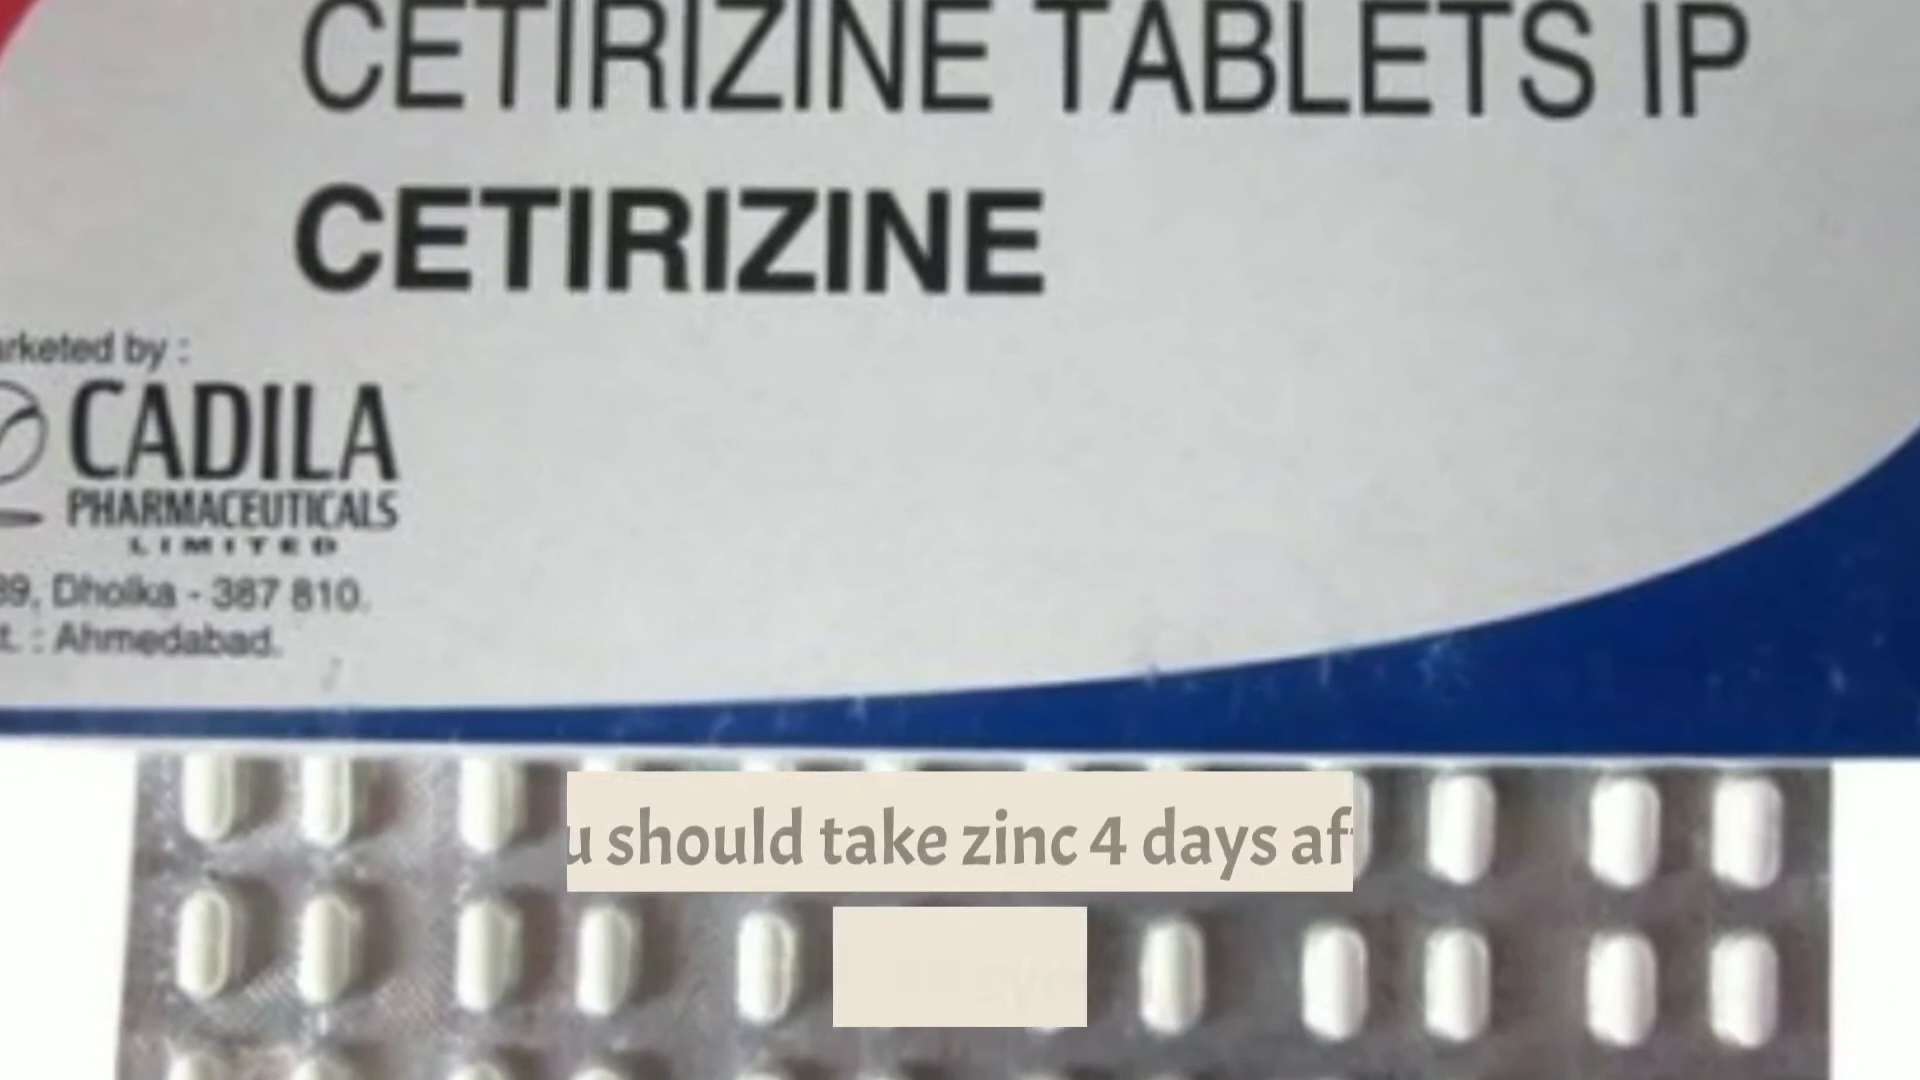 CETIRIZINE TABLETS IP
CETIRIZINE
rketed by :
CADILA
PHARMACEUTICALS
LIMITED
39, Dholka - 387 810.
t. : Ahmedabad.
u should take zinc 4 days af